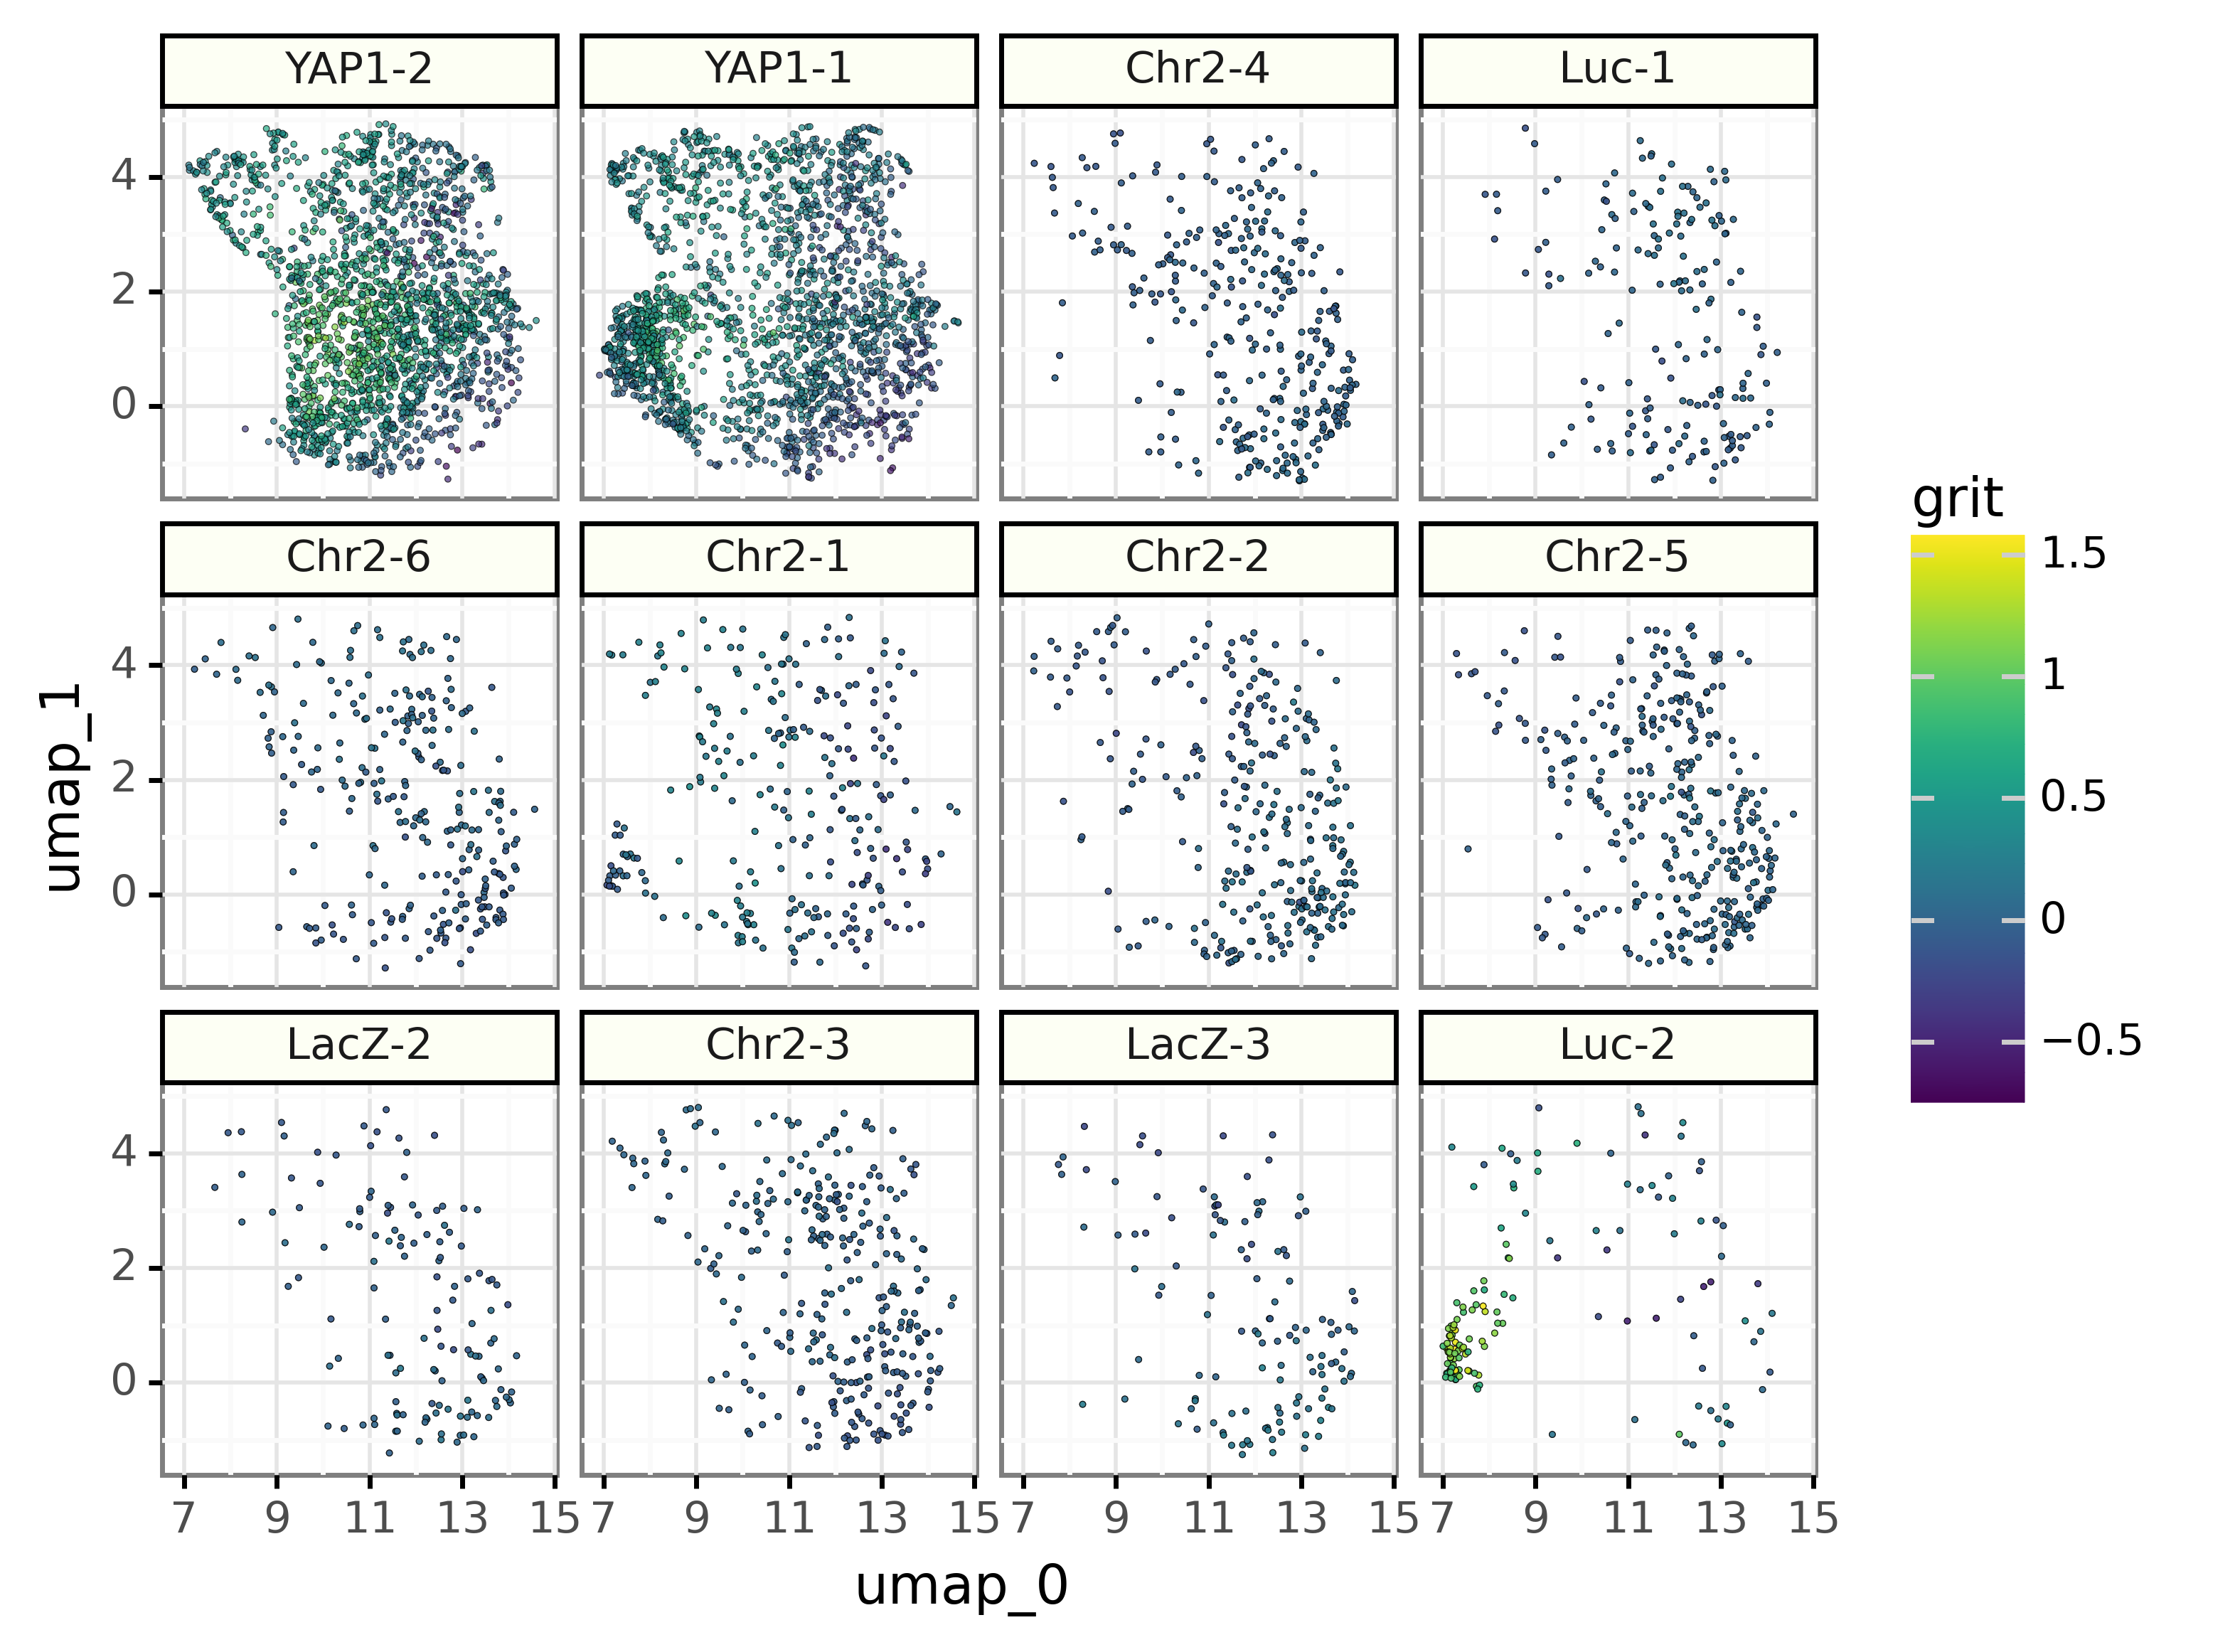 YAP1-2 YAP1-1 Chr2-4 Luc-1
4
2
0
Chr2-6 Chr2-1 Chr2-2 Chr2-5
4
2
0
LacZ-2 Chr2-3 LacZ-3 Luc-2
4
2
0
7 9 11 13 15 7 9 11 13 15 7 9 11 13 15 7 9 11 13 15
umap_0
umap_1
grit
1.5
1
0.5
0
−0.5